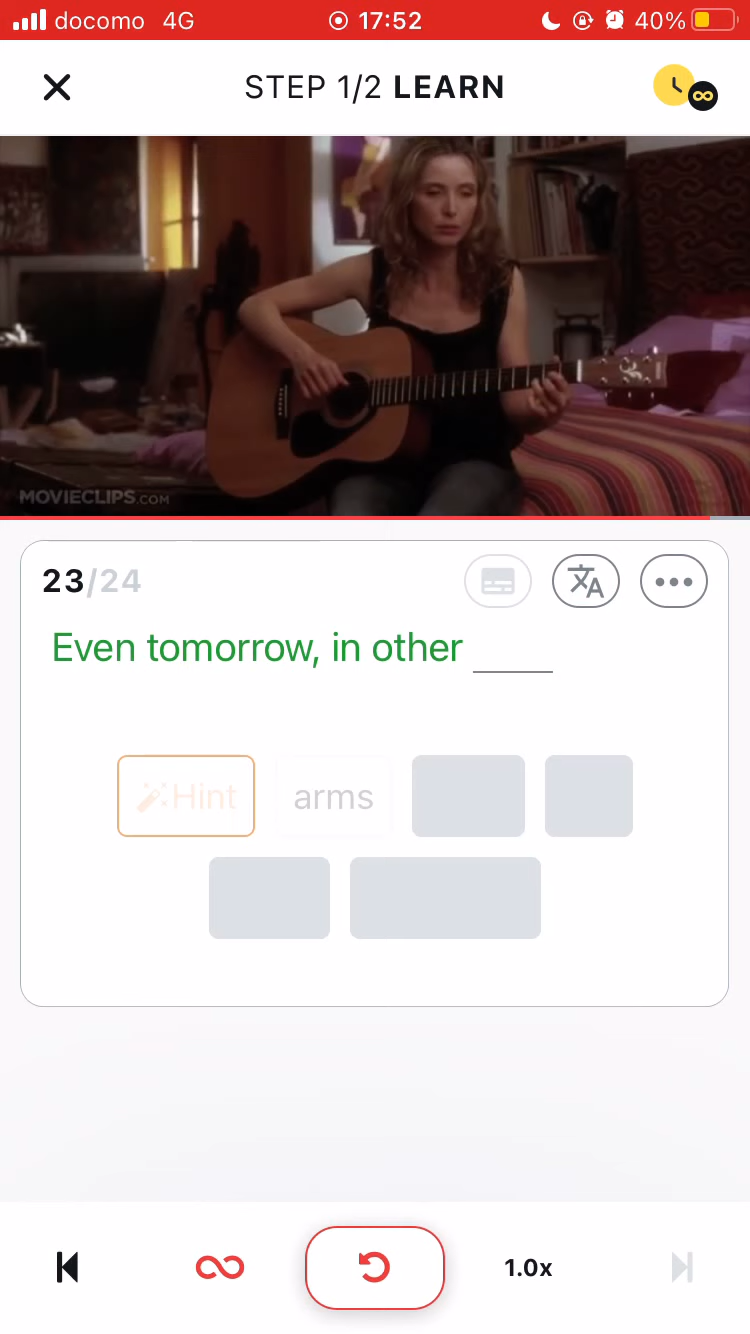 docomo 4G 17:52 40%
STEP 1/2 LEARN
MOVIECLIPS.COM
23/24
Even tomorrow, in other ____
Hint arms
1.0x